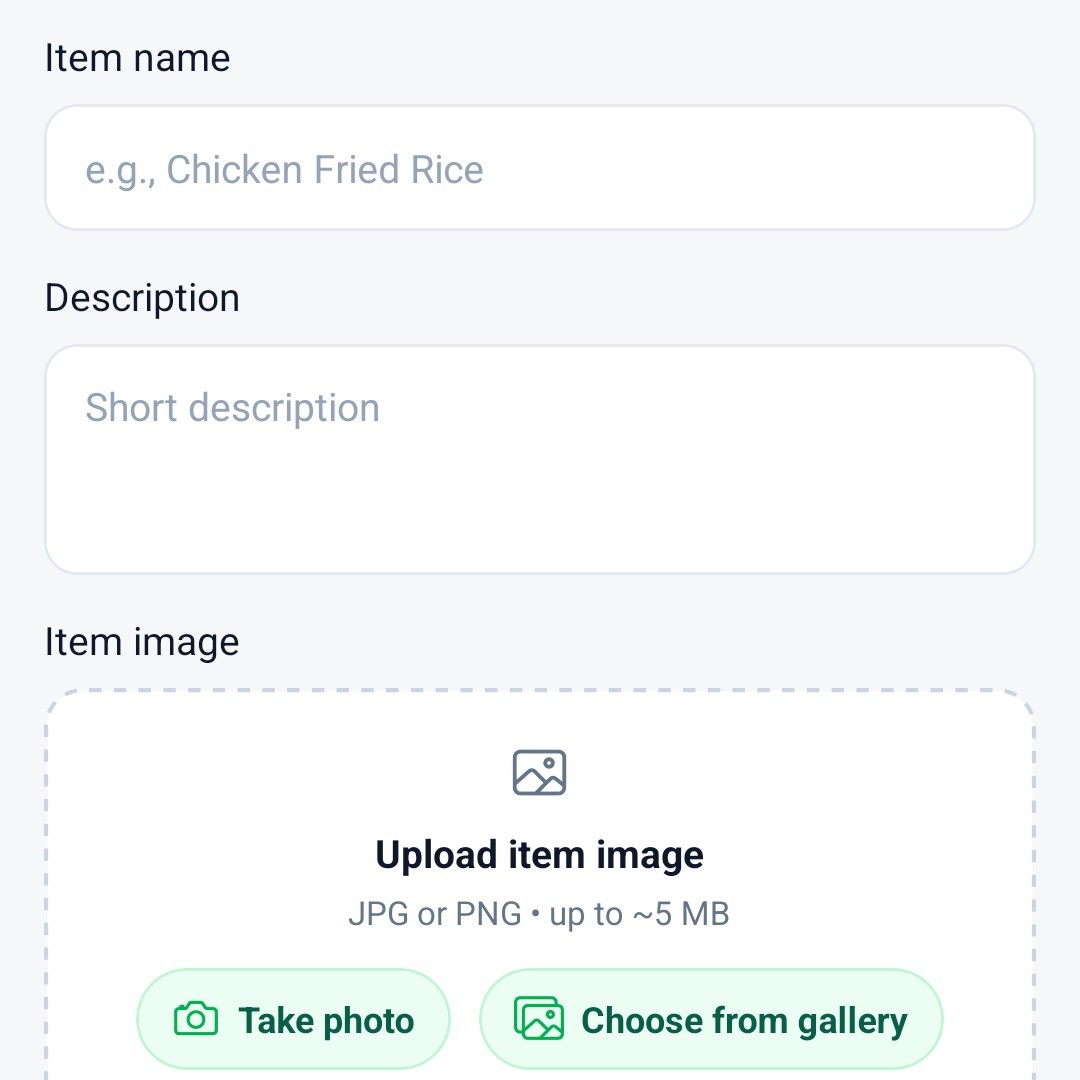 Item name
e.g., Chicken Fried Rice
Description
Short description
Item image
Upload item image
JPG or PNG • up to ~5 MB
Take photo
Choose from gallery